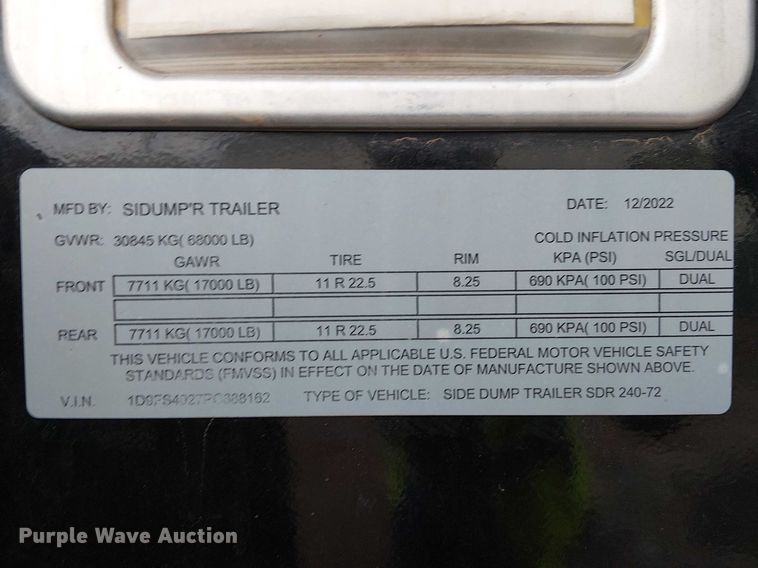 MFD BY: SIDUMP'R TRAILER DATE: 12/2022
GVWR: 30845 KG( 68000 LB) COLD INFLATION PRESSURE
GAWR TIRE RIM KPA (PSI) SGL/DUAL
FRONT 7711 KG( 17000 LB) 11 R 22.5 8.25 690 KPA( 100 PSI) DUAL
REAR 7711 KG( 17000 LB) 11 R 22.5 8.25 690 KPA( 100 PSI) DUAL
THIS VEHICLE CONFORMS TO ALL APPLICABLE U.S. FEDERAL MOTOR VEHICLE SAFETY
STANDARDS (FMVSS) IN EFFECT ON THE DATE OF MANUFACTURE SHOWN ABOVE.
V.I.N. TYPE OF VEHICLE: SIDE DUMP TRAILER SDR 240-72
Purple Wave Auction